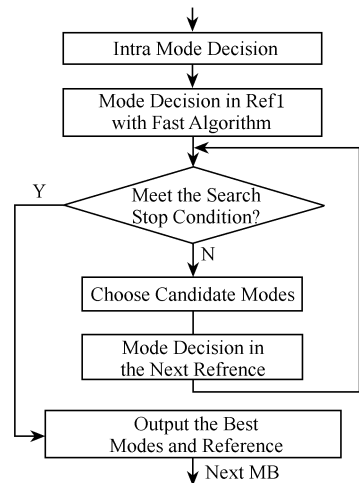 Intra Mode Decision
Mode Decision in Ref1
with Fast Algorithm
Y
Meet the Search
Stop Condition?
N
Choose Candidate Modes
Mode Decision in
the Next Refrence
Output the Best
Modes and Reference
Next MB